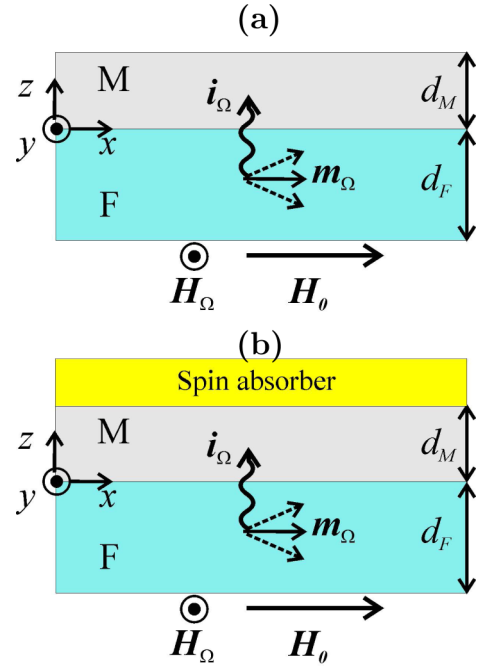 (a)
z M i_Ω d_M
y x
F m_Ω d_F
H_Ω H_0
(b)
Spin absorber
z M i_Ω d_M
y x
F m_Ω d_F
H_Ω H_0